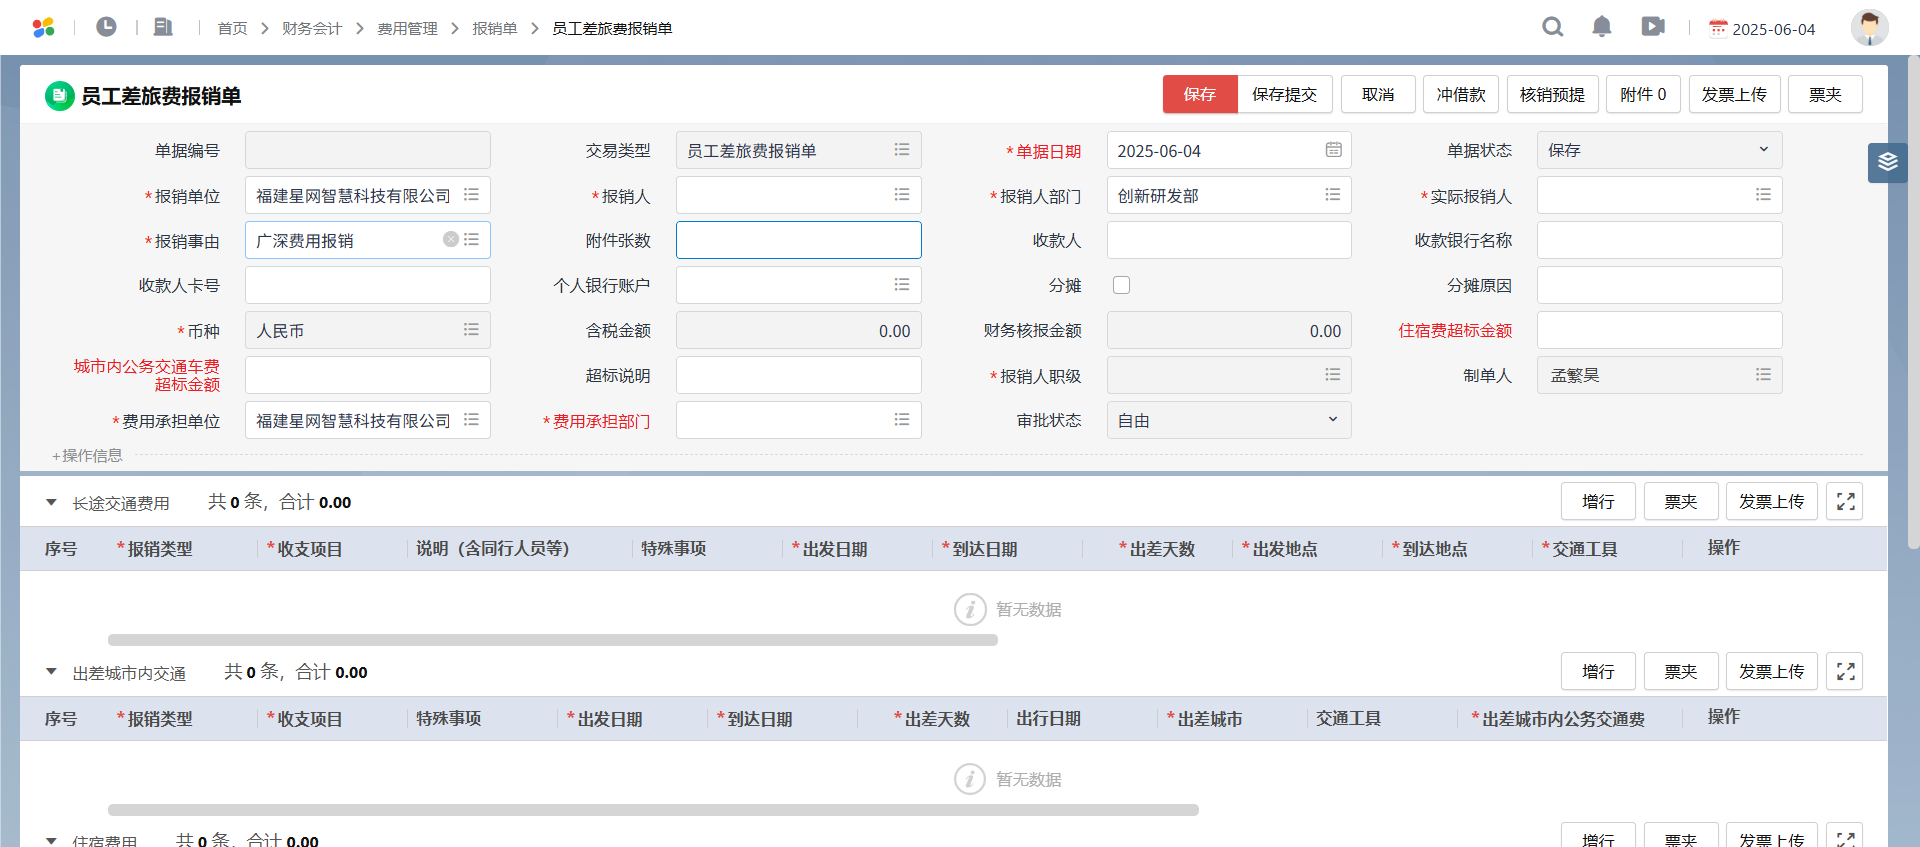 首页 > 财务会计 > 费用管理 > 报销单 > 员工差旅费报销单 2025-06-04
员工差旅费报销单 保存 保存提交 取消 冲借款 核销预提 附件 0 发票上传 票夹
单据编号 交易类型 员工差旅费报销单 *单据日期 2025-06-04 单据状态 保存
*报销单位 福建星网智慧科技有限公司 *报销人 *报销人部门 创新研发部 *实际报销人
*报销事由 广深费用报销 附件张数 收款人 收款银行名称
收款人卡号 个人银行账户 分摊 分摊原因
*币种 人民币 含税金额 0.00 财务核报金额 0.00 住宿费超标金额
城市内公务交通车费
超标金额 超标说明 *报销人职级 制单人 孟繁昊
*费用承担单位 福建星网智慧科技有限公司 *费用承担部门 审批状态 自由
+操作信息
长途交通费用 共 0 条, 合计 0.00 增行 票夹 发票上传
序号 *报销类型 *收支项目 说明（含同行人员等） 特殊事项 *出发日期 *到达日期 *出差天数 *出发地点 *到达地点 *交通工具 操作
暂无数据
出差城市内交通 共 0 条, 合计 0.00 增行 票夹 发票上传
序号 *报销类型 *收支项目 特殊事项 *出发日期 *到达日期 *出差天数 出行日期 *出差城市 交通工具 *出差城市内公务交通费 操作
暂无数据
住宿费用 共 0 条, 合计 0.00 增行 票夹 发票上传